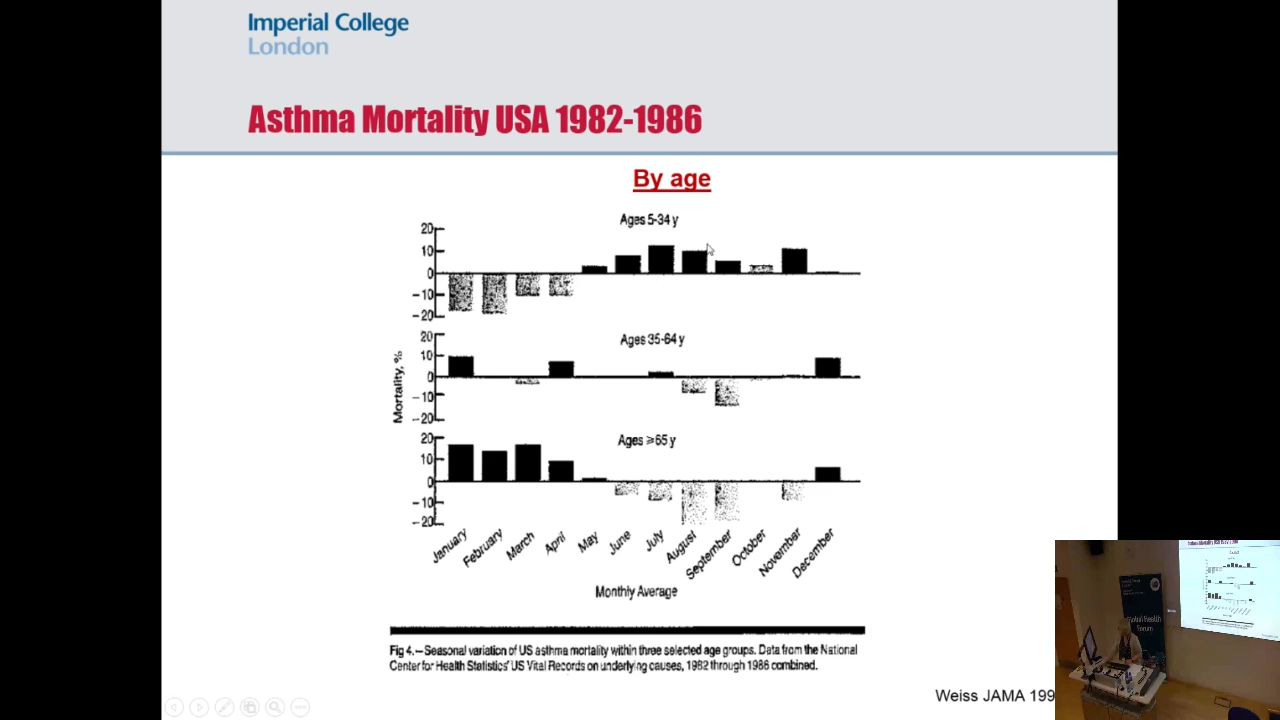 Imperial College
London
Asthma Mortality USA 1982-1986
By age
Ages 5-34 y
20
10
0
-10
-20
Ages 35-64 y
20
10
0
-10
-20
Mortality, %
Ages ≥65 y
20
10
0
-10
-20
January
February
March
April
May
June
July
August
September
October
November
December
Monthly Average
Fig 4.—Seasonal variation of US asthma mortality within three selected age groups. Data from the National
Center for Health Statistics' US Vital Records on underlying causes, 1982 through 1986 combined.
Weiss JAMA 199
Global Health
Forum